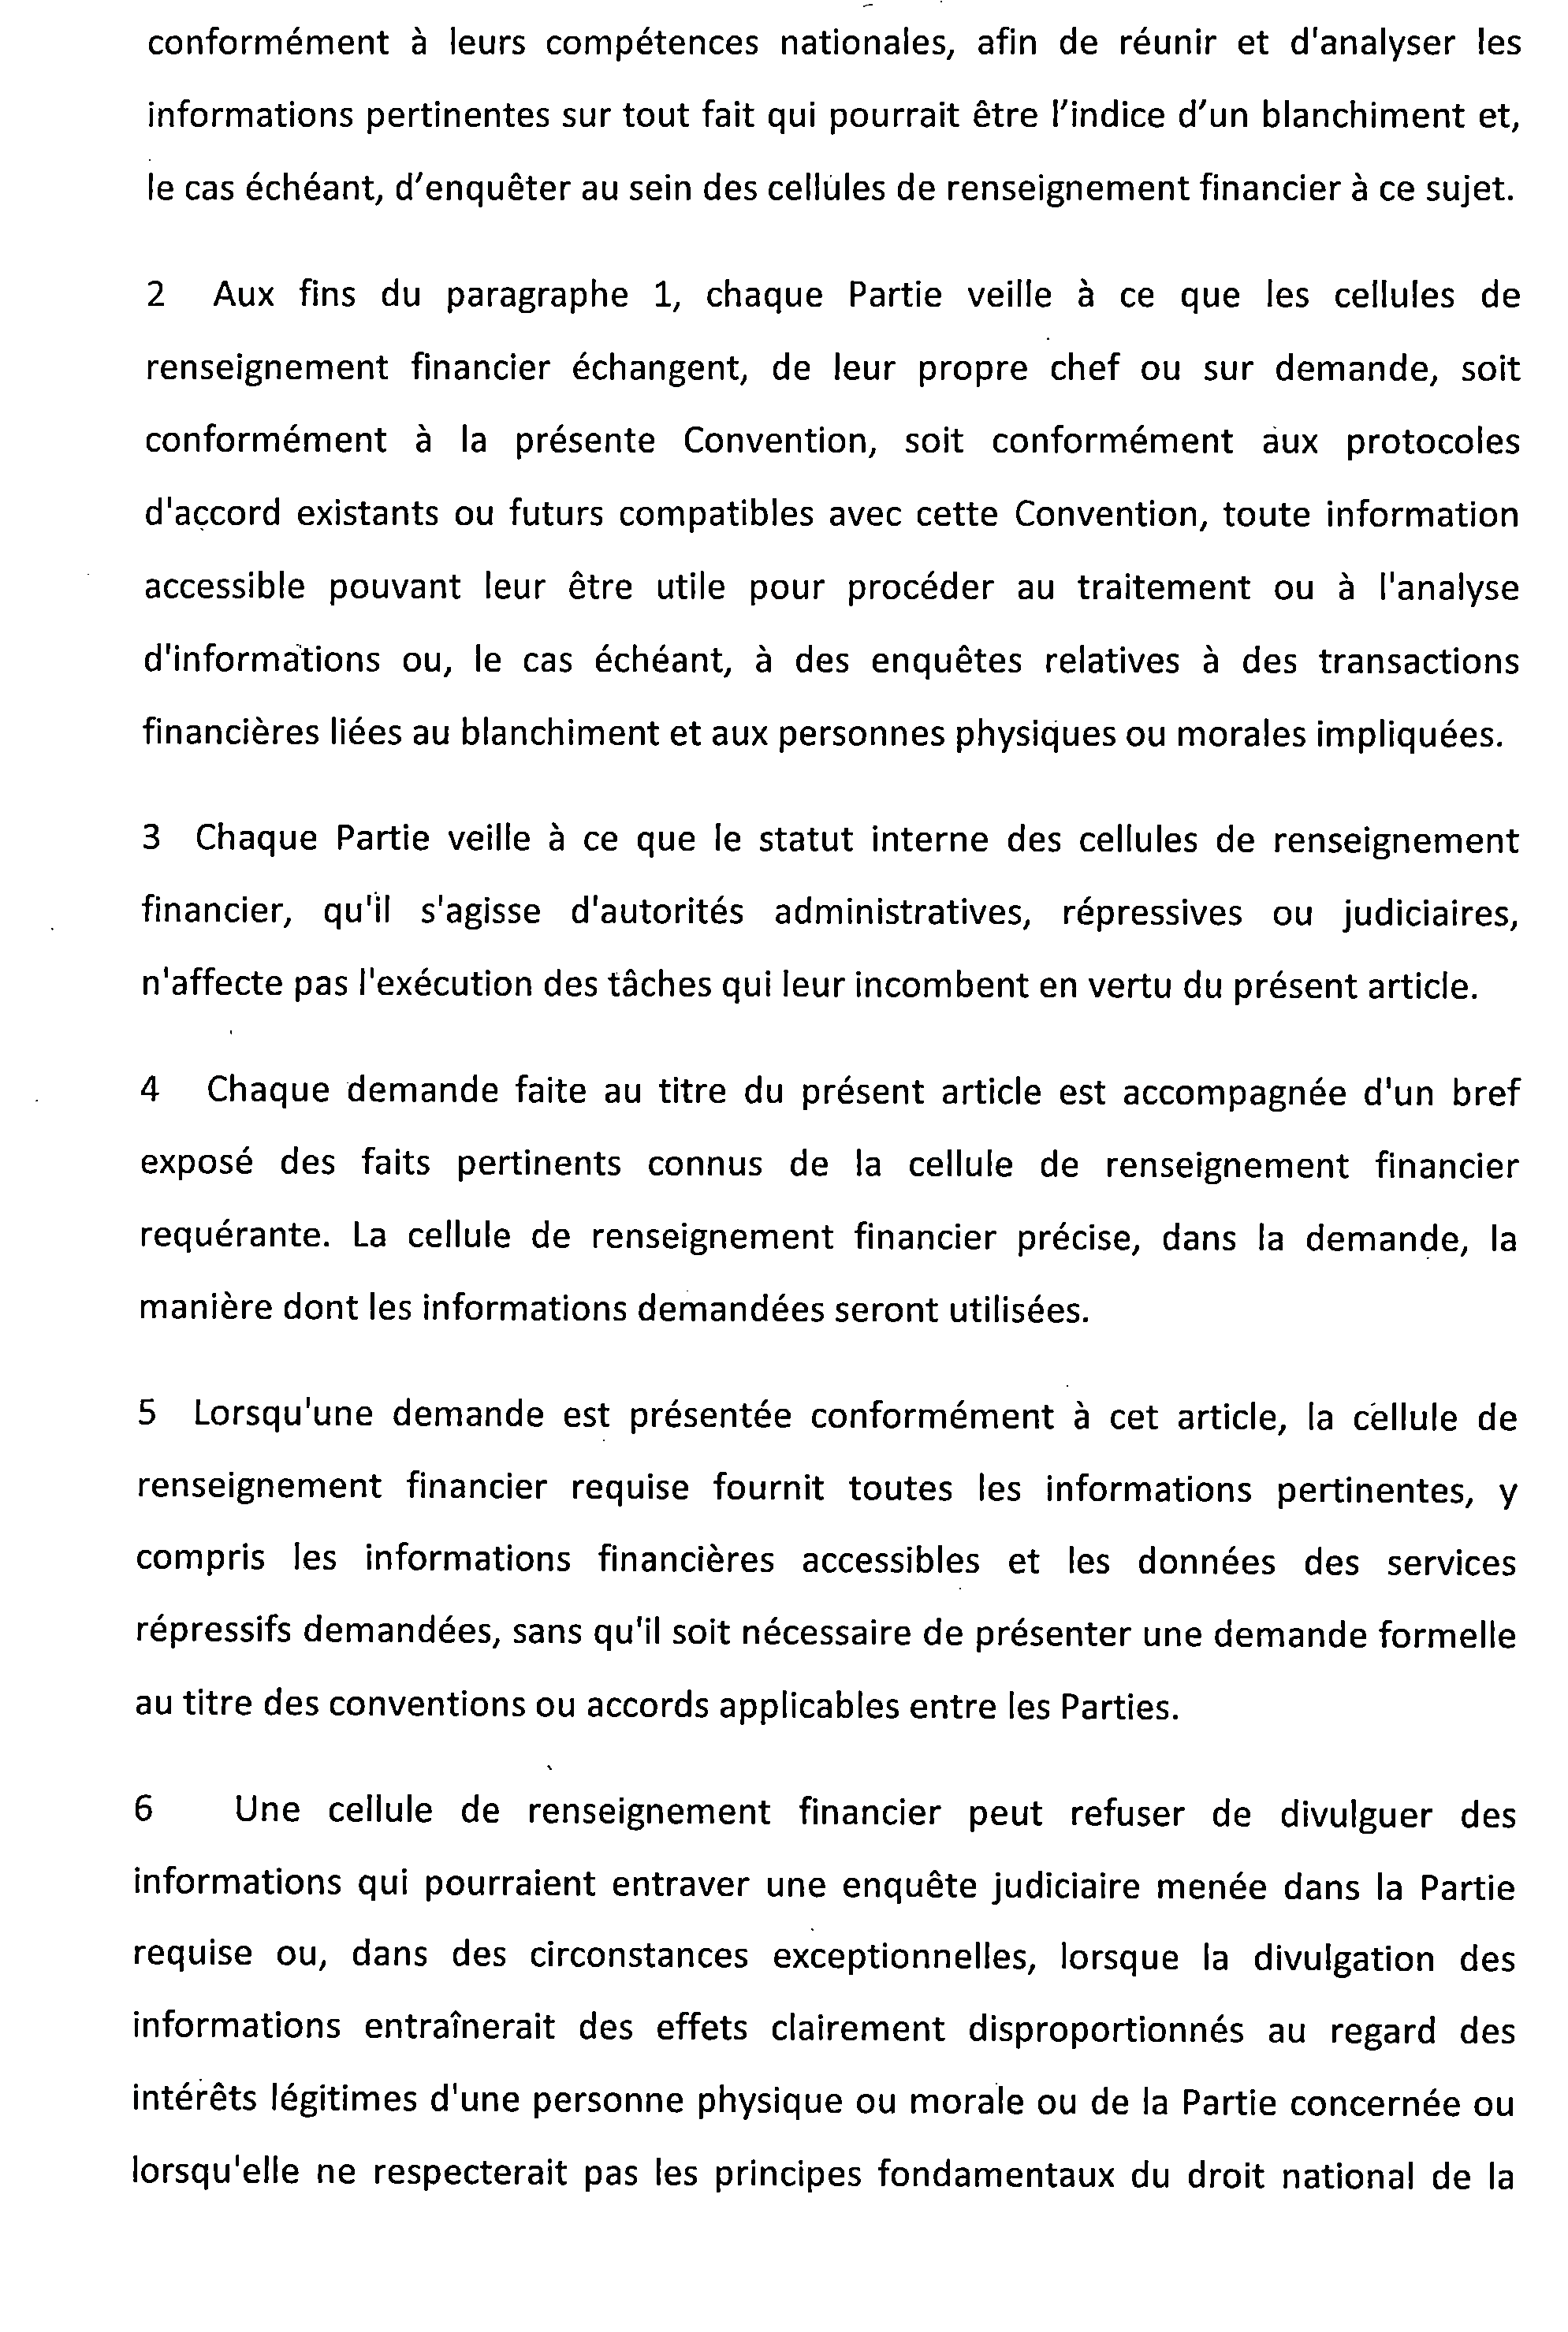 conformément à leurs compétences nationales, afin de réunir et d'analyser les
informations pertinentes sur tout fait qui pourrait être l'indice d'un blanchiment et,
le cas échéant, d'enquêter au sein des cellules de renseignement financier à ce sujet.
2 Aux fins du paragraphe 1, chaque Partie veille à ce que les cellules de
renseignement financier échangent, de leur propre chef ou sur demande, soit
conformément à la présente Convention, soit conformément aux protocoles
d'accord existants ou futurs compatibles avec cette Convention, toute information
accessible pouvant leur être utile pour procéder au traitement ou à l'analyse
d'informations ou, le cas échéant, à des enquêtes relatives à des transactions
financières liées au blanchiment et aux personnes physiques ou morales impliquées.
3 Chaque Partie veille à ce que le statut interne des cellules de renseignement
financier, qu'il s'agisse d'autorités administratives, répressives ou judiciaires,
n'affecte pas l'exécution des tâches qui leur incombent en vertu du présent article.
4 Chaque demande faite au titre du présent article est accompagnée d'un bref
exposé des faits pertinents connus de la cellule de renseignement financier
requérante. La cellule de renseignement financier précise, dans la demande, la
manière dont les informations demandées seront utilisées.
5 Lorsqu'une demande est présentée conformément à cet article, la cellule de
renseignement financier requise fournit toutes les informations pertinentes, y
compris les informations financières accessibles et les données des services
répressifs demandées, sans qu'il soit nécessaire de présenter une demande formelle
au titre des conventions ou accords applicables entre les Parties.
6 Une cellule de renseignement financier peut refuser de divulguer des
informations qui pourraient entraver une enquête judiciaire menée dans la Partie
requise ou, dans des circonstances exceptionnelles, lorsque la divulgation des
informations entraînerait des effets clairement disproportionnés au regard des
intérêts légitimes d'une personne physique ou morale ou de la Partie concernée ou
lorsqu'elle ne respecterait pas les principes fondamentaux du droit national de la